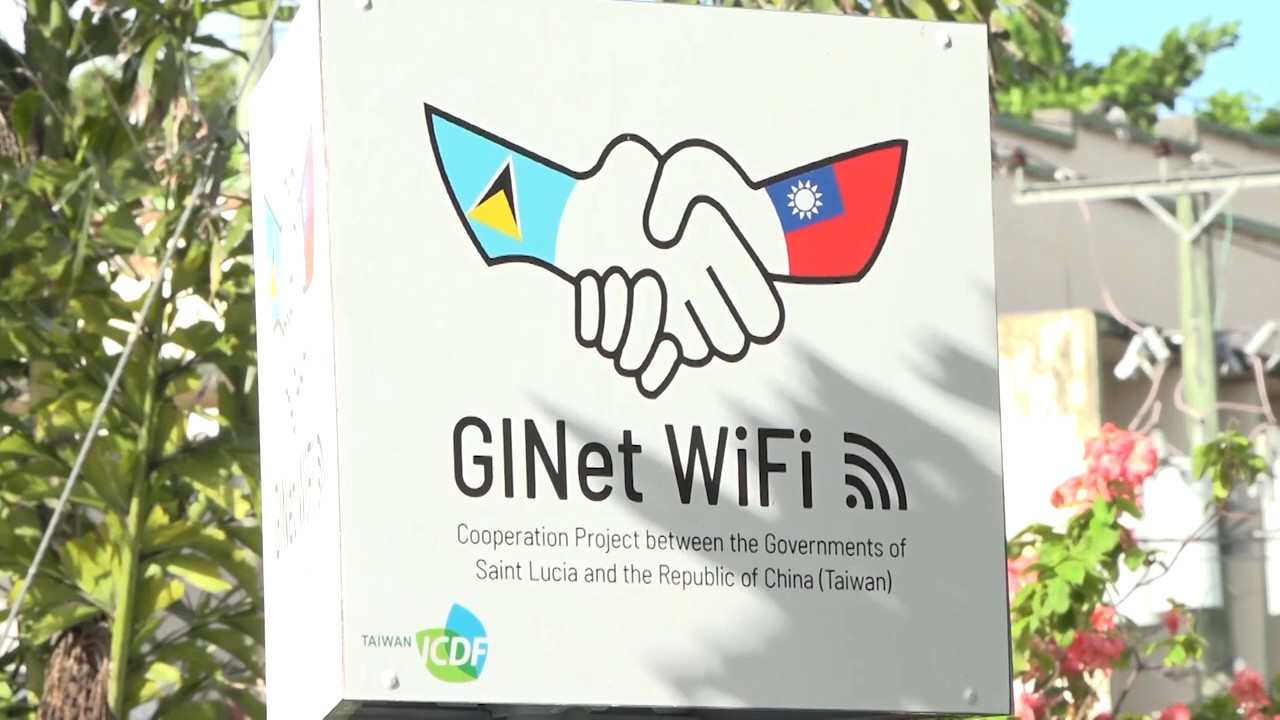 GINet WiFi
Cooperation Project between the Governments of
Saint Lucia and the Republic of China (Taiwan)
TAIWAN ICDF